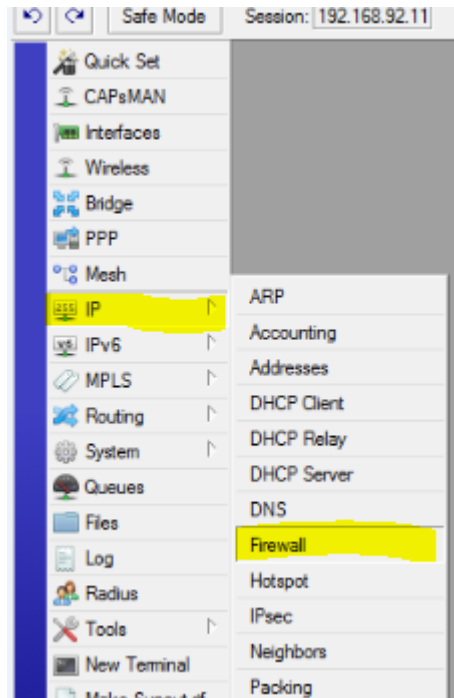 Safe Mode
Session: 192.168.92.11
Quick Set
CAPsMAN
Interfaces
Wireless
Bridge
PPP
Mesh
IP
IPv6
MPLS
Routing
System
Queues
Files
Log
Radius
Tools
New Terminal
ARP
Accounting
Addresses
DHCP Client
DHCP Relay
DHCP Server
DNS
Firewall
Hotspot
IPsec
Neighbors
Packing